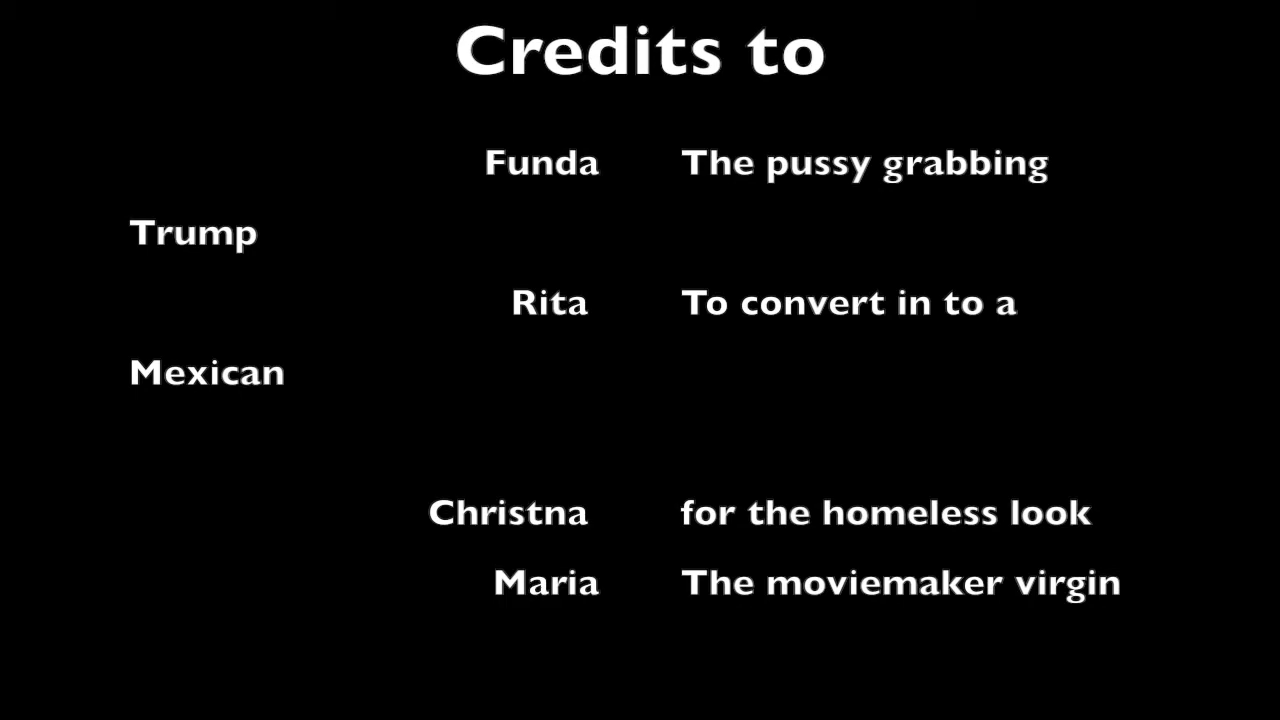 Credits to
Funda The pussy grabbing
Trump
Rita To convert in to a
Mexican
Christna for the homeless look
Maria The moviemaker virgin